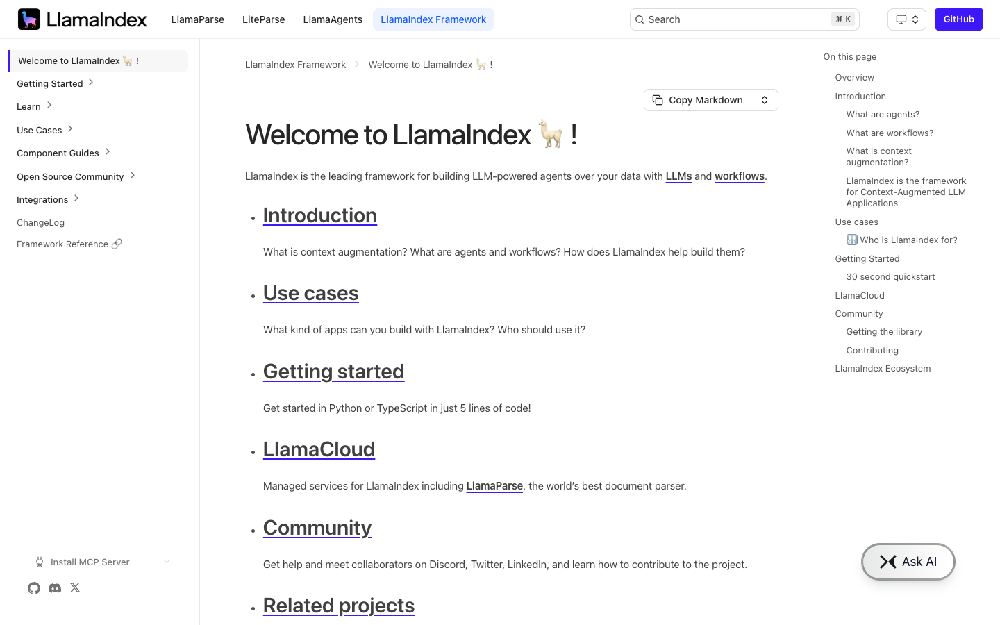 LlamaIndex
LlamaParse
LiteParse
LlamaAgents
LlamaIndex Framework
Search
⌘ K
GitHub
Welcome to LlamaIndex 🦙 !
Getting Started
Learn
Use Cases
Component Guides
Open Source Community
Integrations
ChangeLog
Framework Reference 🔗
Install MCP Server
LlamaIndex Framework
Welcome to LlamaIndex 🦙 !
Copy Markdown
Welcome to LlamaIndex 🦙 !
LlamaIndex is the leading framework for building LLM-powered agents over your data with LLMs and workflows.
Introduction
What is context augmentation? What are agents and workflows? How does LlamaIndex help build them?
Use cases
What kind of apps can you build with LlamaIndex? Who should use it?
Getting started
Get started in Python or TypeScript in just 5 lines of code!
LlamaCloud
Managed services for LlamaIndex including LlamaParse, the world’s best document parser.
Community
Get help and meet collaborators on Discord, Twitter, LinkedIn, and learn how to contribute to the project.
Related projects
On this page
Overview
Introduction
What are agents?
What are workflows?
What is context
augmentation?
LlamaIndex is the framework
for Context-Augmented LLM
Applications
Use cases
Who is LlamaIndex for?
Getting Started
30 second quickstart
LlamaCloud
Community
Getting the library
Contributing
LlamaIndex Ecosystem
Ask AI